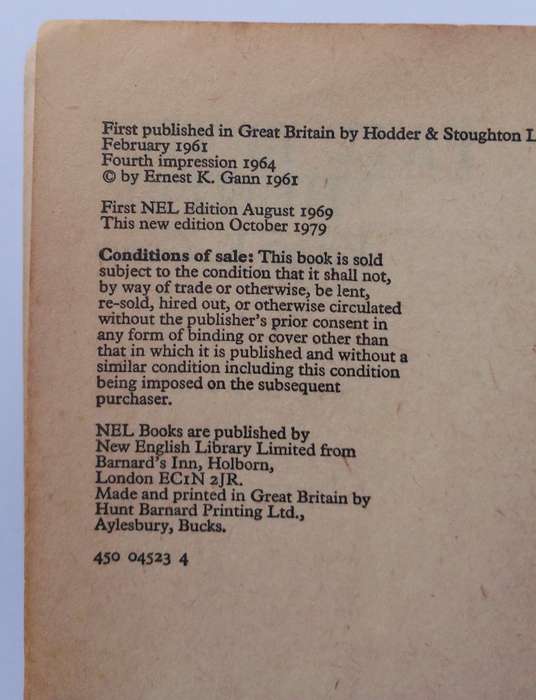 First published in Great Britain by Hodder & Stoughton L
February 1961
Fourth impression 1964
© by Ernest K. Gann 1961
First NEL Edition August 1969
This new edition October 1979
Conditions of sale: This book is sold
subject to the condition that it shall not,
by way of trade or otherwise, be lent,
re-sold, hired out, or otherwise circulated
without the publisher's prior consent in
any form of binding or cover other than
that in which it is published and without a
similar condition including this condition
being imposed on the subsequent
purchaser.
NEL Books are published by
New English Library Limited from
Barnard's Inn, Holborn,
London EC1N 2JR.
Made and printed in Great Britain by
Hunt Barnard Printing Ltd.,
Aylesbury, Bucks.
450 04523 4